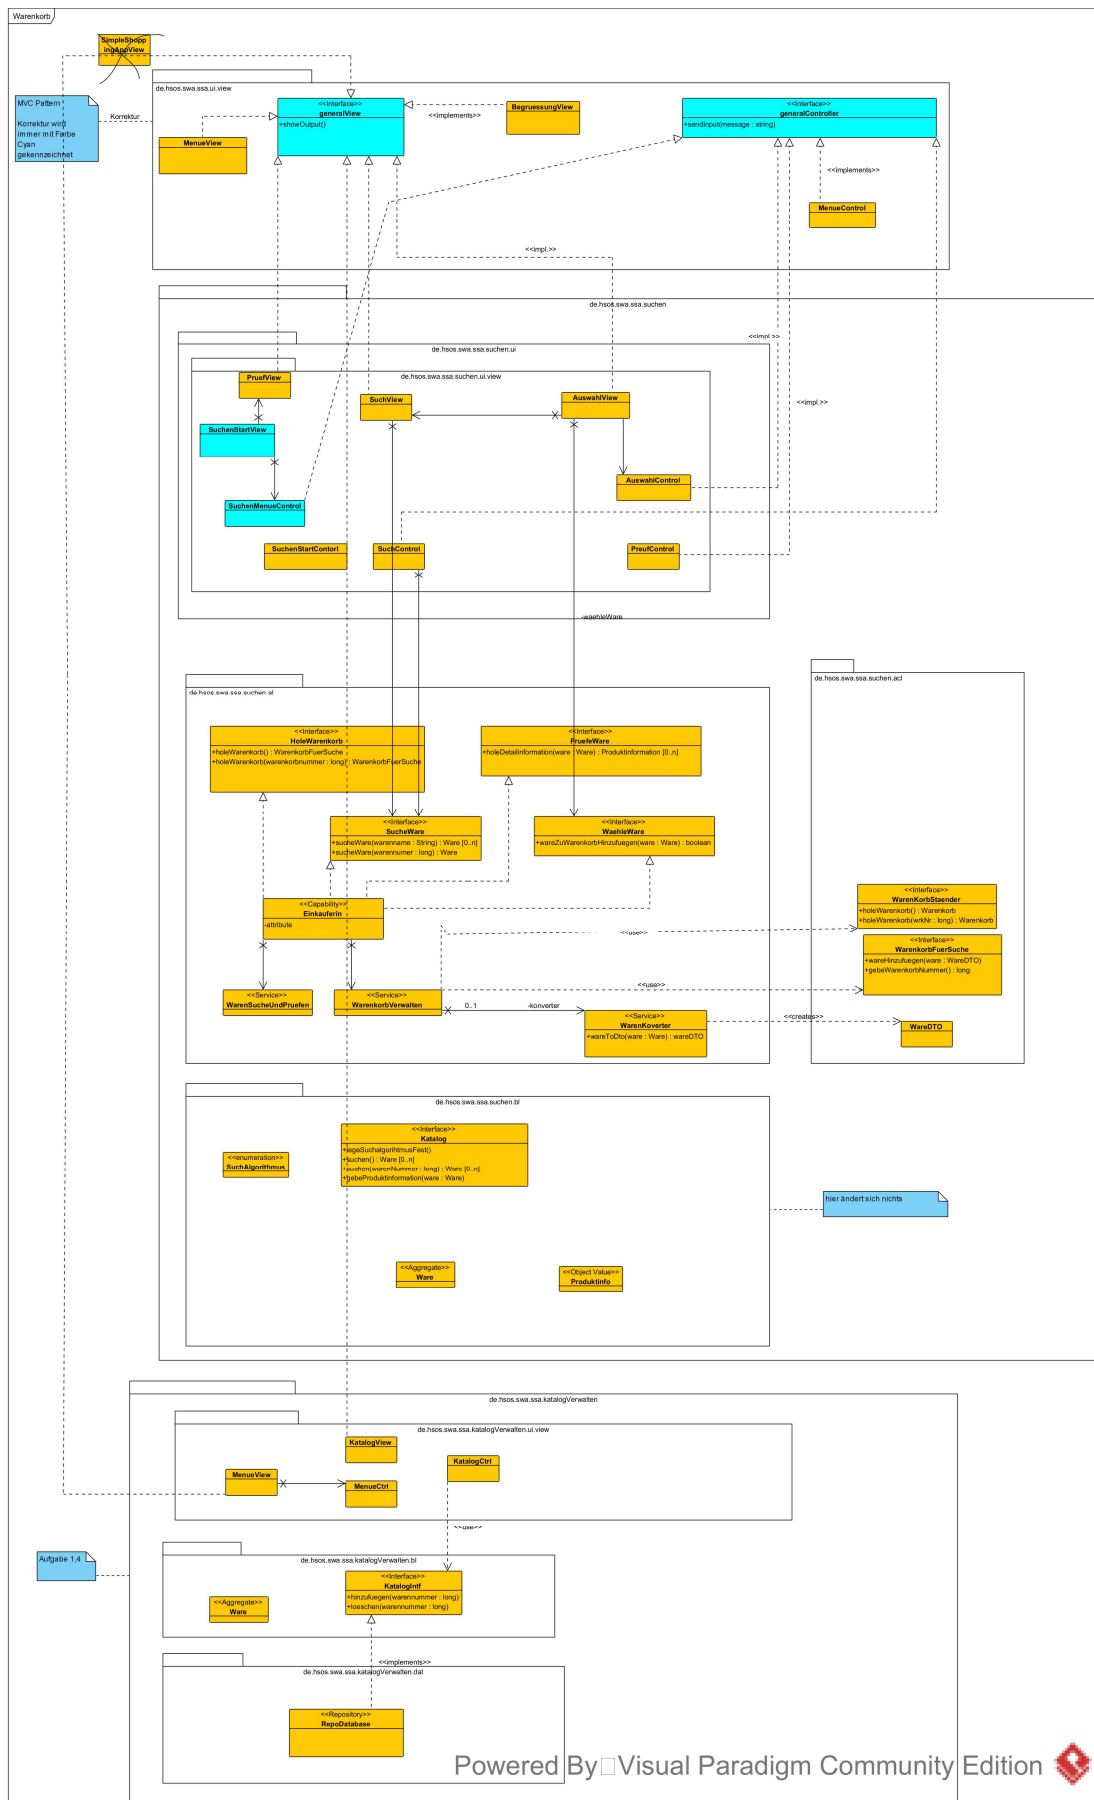 Warenkorb
SimpleShopp
ingAppView
MVC Pattern
Korrektur wird
immer mit Farbe
Cyan
gekennzeichnet
Korrektur
de.hsos.swa.ssa.ui.view
<<Interface>>
generalView
+showOutput()
<<implements>>
BegruessungView
<<Interface>>
generalController
+sendInput(message : string)
MenueView
<<implements>>
MenueControl
<<impl.>>
de.hsos.swa.ssa.suchen
<<impl.>>
de.hsos.swa.ssa.suchen.ui
de.hsos.swa.ssa.suchen.ui.view
PruefView
SuchView
AuswahlView
<<impl.>>
SuchenStartView
AuswahlControl
SuchenMenueControl
SuchenStartContorl
SuchControl
PreufControl
-waehleWare
de.hsos.swa.ssa.suchen.al
de.hsos.swa.ssa.suchen.acl
<<Interface>>
HoleWarenkorb
+holeWarenkorb() : WarenkorbFuerSuche
+holeWarenkorb(warenkorbnummer : long) : WarenkorbFuerSuche
<<Interface>>
PruefeWare
+holeDetailinformation(ware : Ware) : Produktinformation [0..n]
<<Interface>>
SucheWare
+sucheWare(warenname : String) : Ware [0..n]
+sucheWare(warennumer : long) : Ware
<<Interface>>
WaehleWare
+wareZuWarenkorbHinzufuegen(ware : Ware) : boolean
<<Capability>>
Einkauferin
-attribute
<<Interface>>
WarenKorbStaender
+holeWarenkorb() : Warenkorb
+holeWarenkorb(wrkNr : long) : Warenkorb
<<use>>
<<Interface>>
WarenkorbFuerSuche
+wareHinzufuegen(ware : WareDTO)
+gebeWarenkorbNummer() : long
<<use>>
<<Service>>
WarenSucheUndPruefen
<<Service>>
WarenkorbVerwalten
0..1
-konverter
<<Service>>
WarenKoverter
+wareToDto(ware : Ware) : wareDTO
<<creates>>
WareDTO
de.hsos.swa.ssa.suchen.bl
<<Interface>>
Katalog
+legeSuchalgorihtmusFest()
+suchen() : Ware [0..n]
+suchen(warenNummer : long) : Ware [0..n]
+gebeProduktinformation(ware : Ware)
<<enumeration>>
SuchAlgorithmus
hier ändert sich nichts
<<Aggregate>>
Ware
<<Object Value>>
Produktinfo
de.hsos.swa.ssa.katalogVerwalten
de.hsos.swa.ssa.katalogVerwalten.ui.view
KatalogView
KatalogCtrl
MenueView
MenueCtrl
<<use>>
Aufgabe 1,4
de.hsos.swa.ssa.katalogVerwalten.bl
<<Interface>>
KatalogIntf
+hinzufuegen(warennummer : long)
+loeschen(warennummer : long)
<<Aggregate>>
Ware
<<implements>>
de.hsos.swa.ssa.katalogVerwalten.dal
<<Repository>>
RepoDatabase
Powered By Visual Paradigm Community Edition